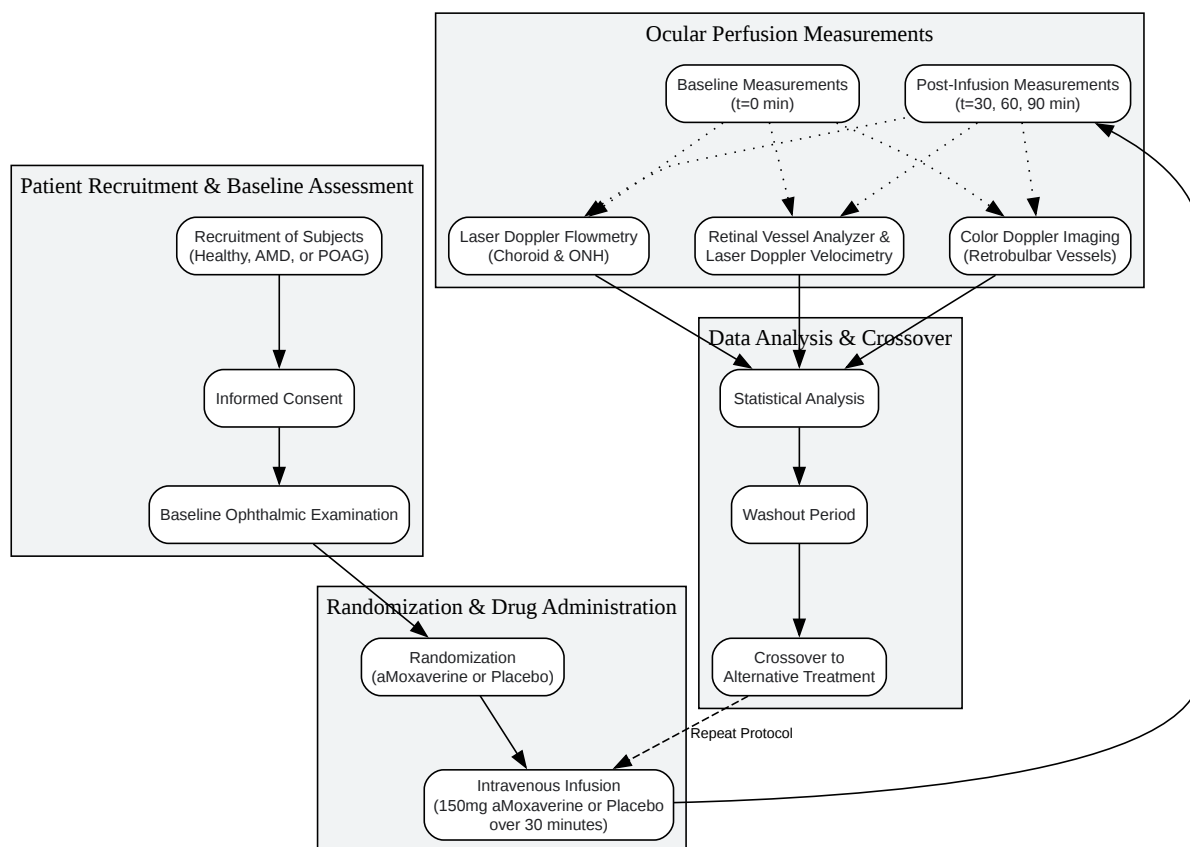 Ocular Perfusion Measurements
Baseline Measurements
(t=0 min)
Post-Infusion Measurements
(t=30, 60, 90 min)
Laser Doppler Flowmetry
(Choroid & ONH)
Retinal Vessel Analyzer &
Laser Doppler Velocimetry
Color Doppler Imaging
(Retrobulbar Vessels)
Patient Recruitment & Baseline Assessment
Recruitment of Subjects
(Healthy, AMD, or POAG)
Informed Consent
Baseline Ophthalmic Examination
Data Analysis & Crossover
Statistical Analysis
Washout Period
Crossover to
Alternative Treatment
Repeat Protocol
Randomization & Drug Administration
Randomization
(aMoxaverine or Placebo)
Intravenous Infusion
(150mg aMoxaverine or Placebo
over 30 minutes)